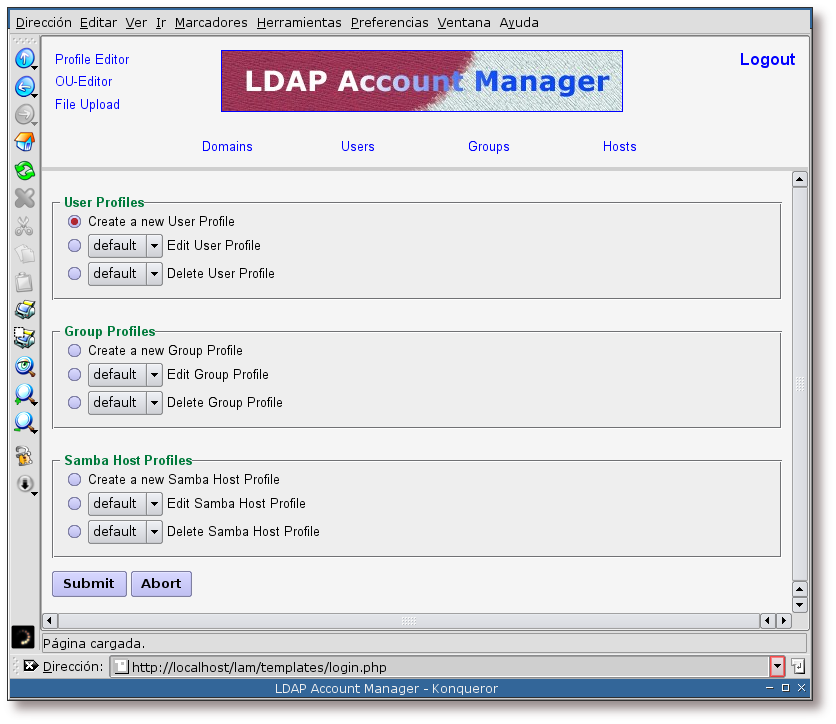 Dirección Editar Ver Ir Marcadores Herramientas Preferencias Ventana Ayuda
Profile Editor
OU-Editor
File Upload
LDAP Account Manager
Logout
Domains Users Groups Hosts
User Profiles
Create a new User Profile
default Edit User Profile
default Delete User Profile
Group Profiles
Create a new Group Profile
default Edit Group Profile
default Delete Group Profile
Samba Host Profiles
Create a new Samba Host Profile
default Edit Samba Host Profile
default Delete Samba Host Profile
Submit Abort
Página cargada.
Dirección: http://localhost/lam/templates/login.php
LDAP Account Manager - Konqueror